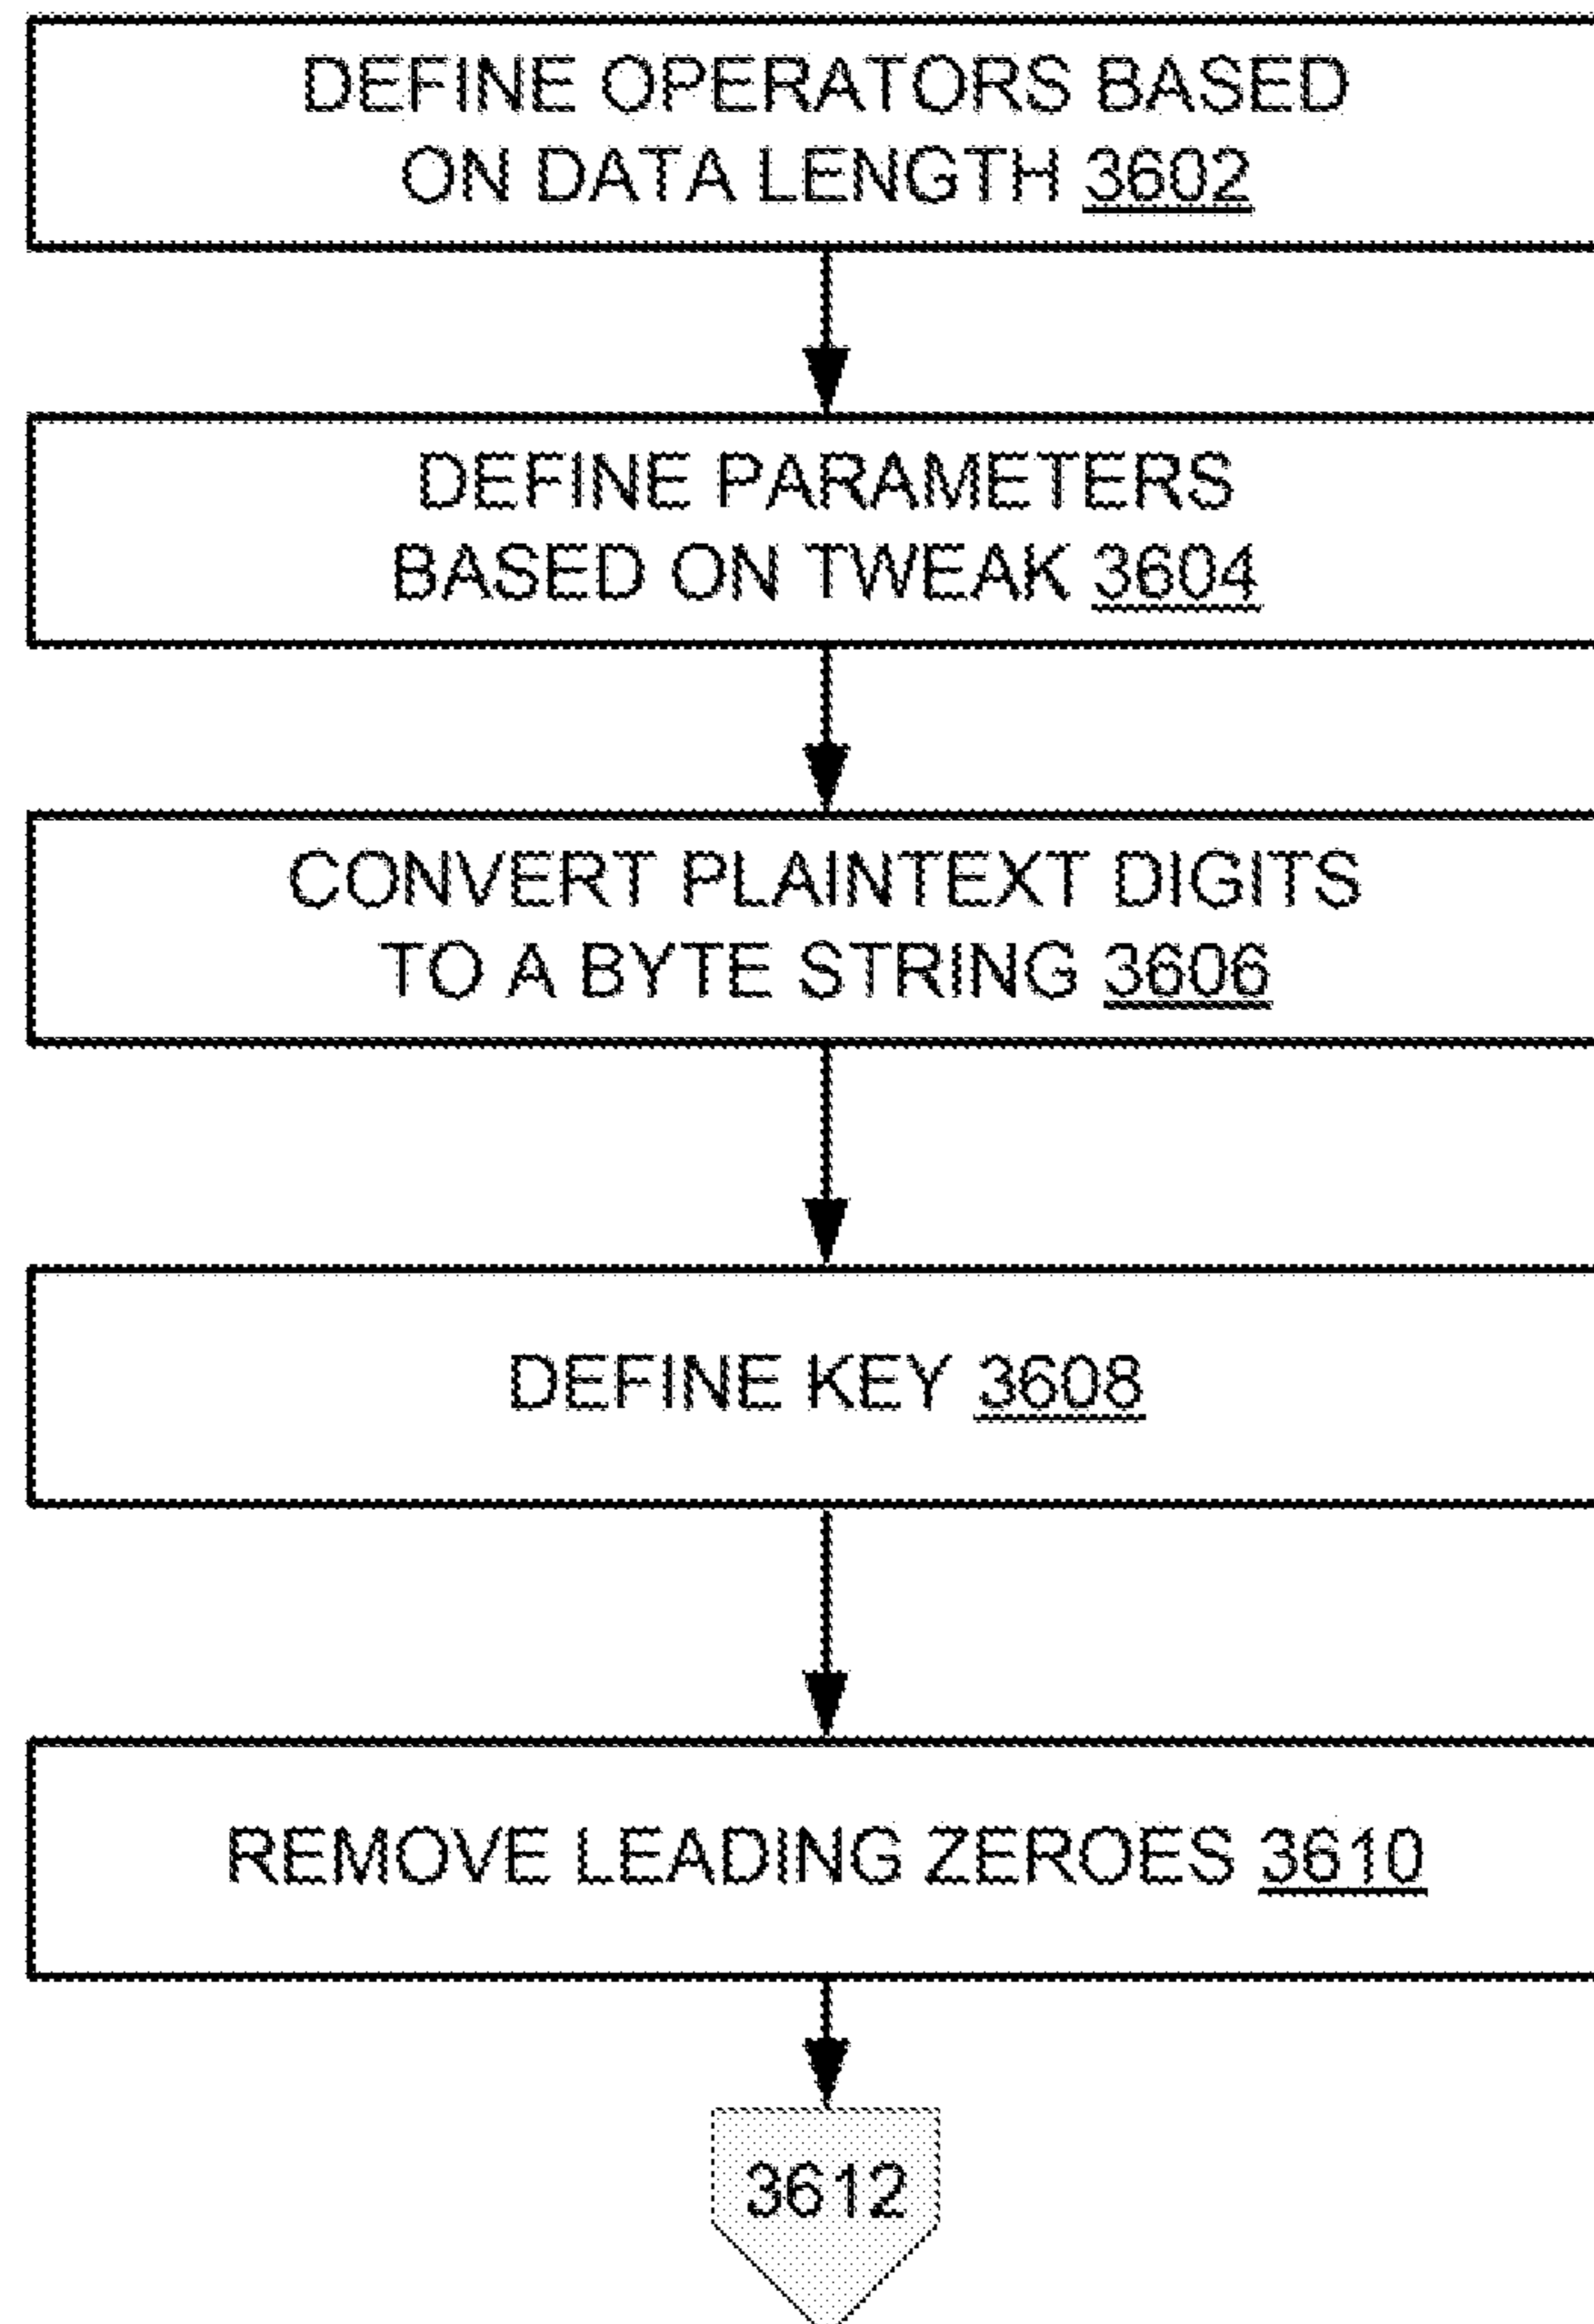 DEFINE OPERATORS BASED
ON DATA LENGTH 3602
DEFINE PARAMETERS
BASED ON TWEAK 3604
CONVERT PLAINTEXT DIGITS
TO A BYTE STRING 3606
DEFINE KEY 3608
REMOVE LEADING ZEROES 3610
3612